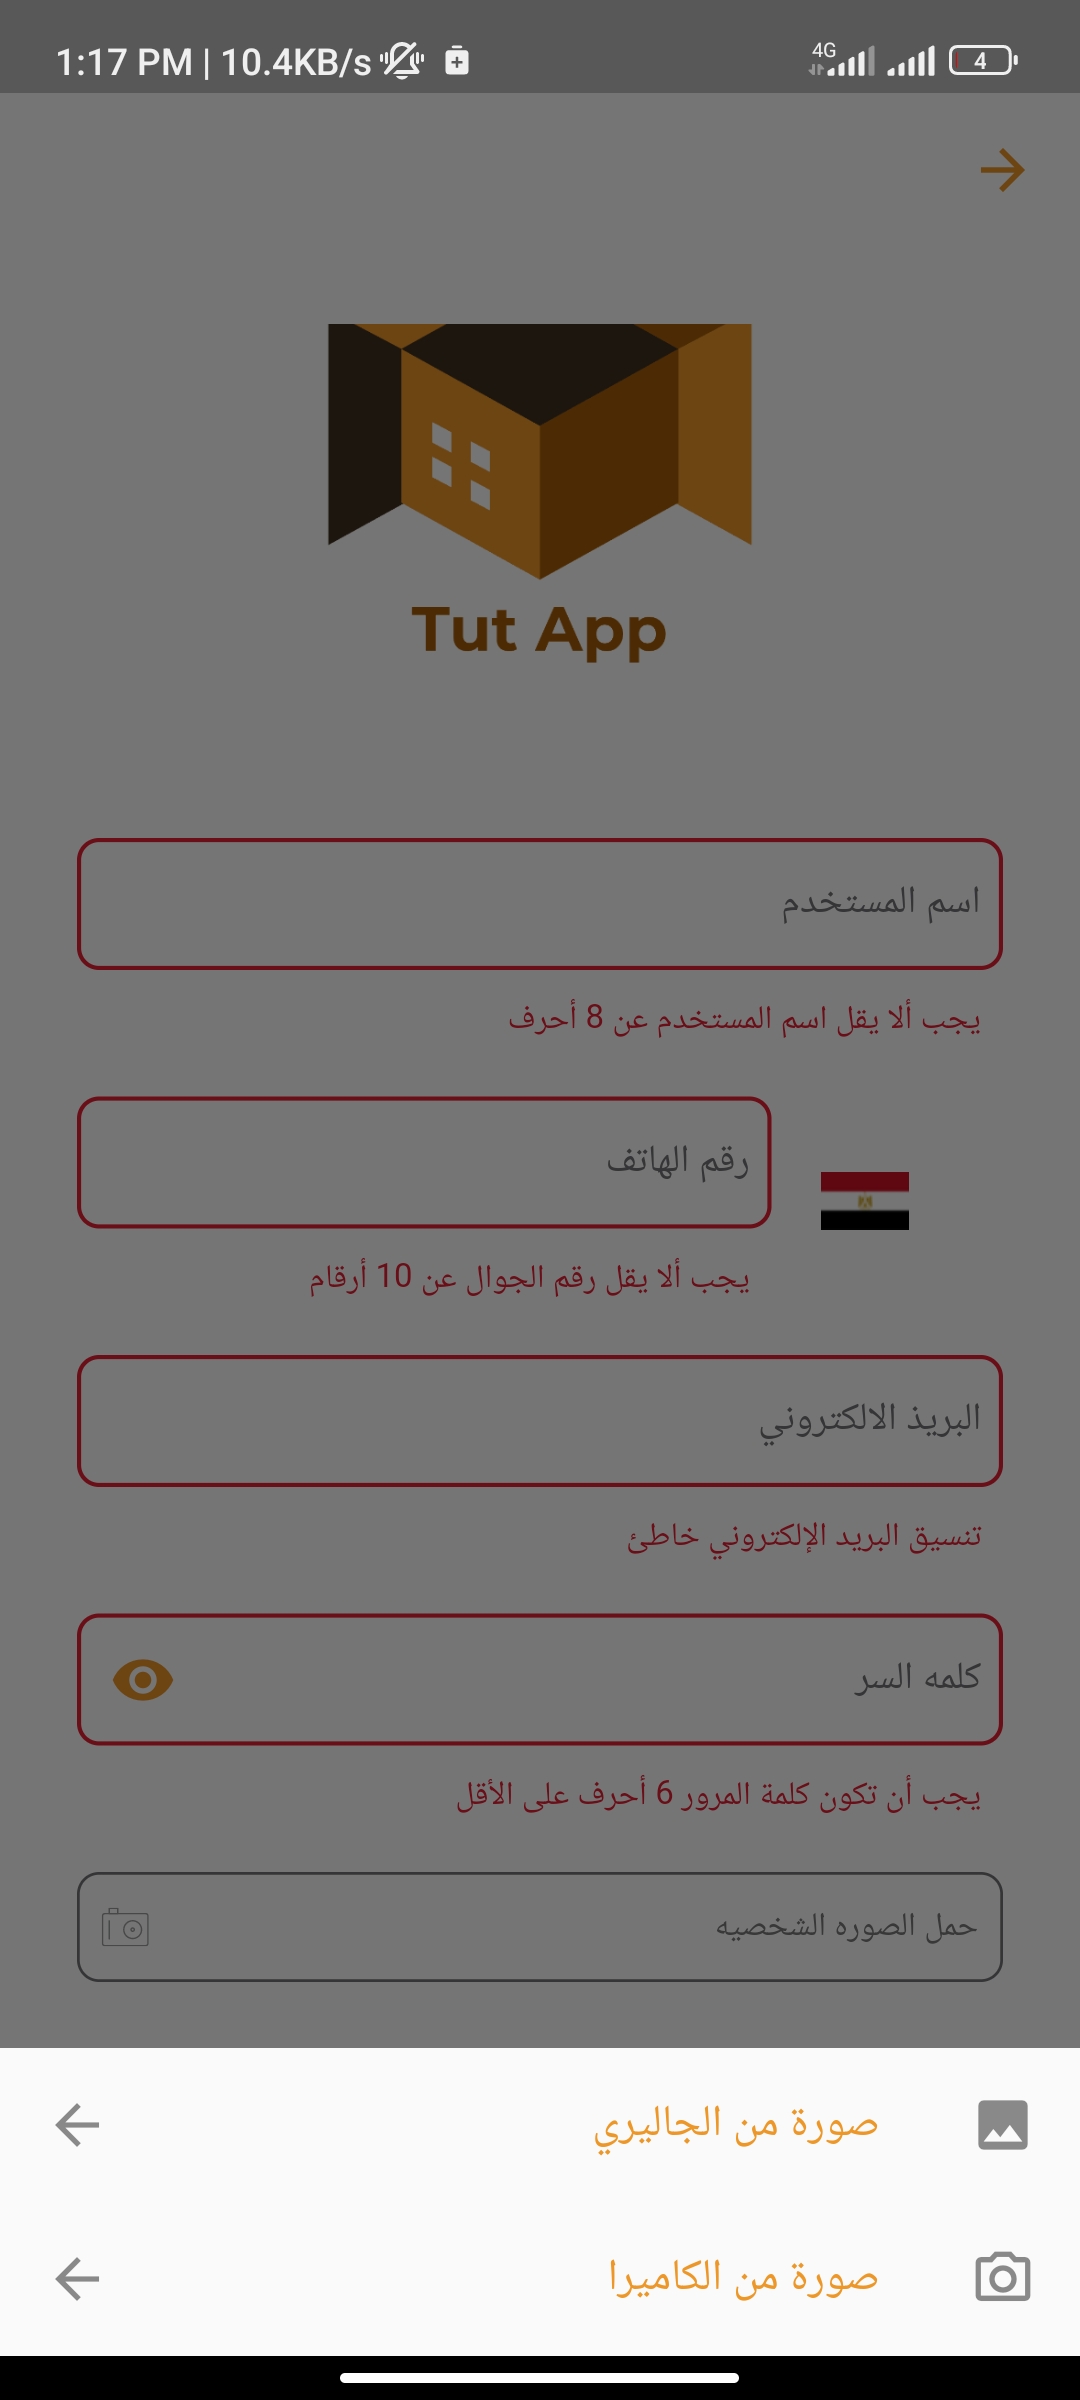 1:17 PM | 10.4KB/s
4G
4
Tut App
اسم المستخدم
يجب ألا يقل اسم المستخدم عن 8 أحرف
رقم الهاتف
يجب ألا يقل رقم الجوال عن 10 أرقام
البريذ الالكتروني
تنسيق البريد الإلكتروني خاطئ
كلمه السر
يجب أن تكون كلمة المرور 6 أحرف على الأقل
حمل الصوره الشخصيه
صورة من الجاليري
صورة من الكاميرا